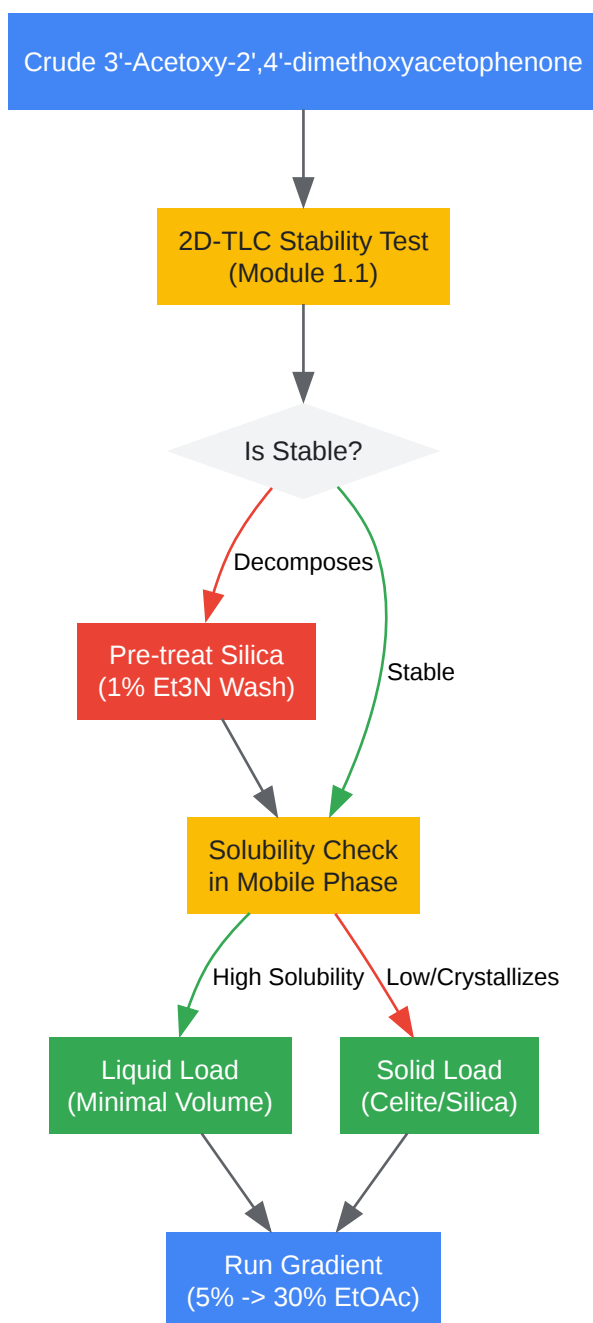 Crude 3'-Acetoxy-2',4'-dimethoxyacetophenone
2D-TLC Stability Test
(Module 1.1)
Is Stable?
Decomposes
Pre-treat Silica
(1% Et3N Wash)
Stable
Solubility Check
in Mobile Phase
High Solubility
Low/Crystallizes
Liquid Load
(Minimal Volume)
Solid Load
(Celite/Silica)
Run Gradient
(5% -> 30% EtOAc)